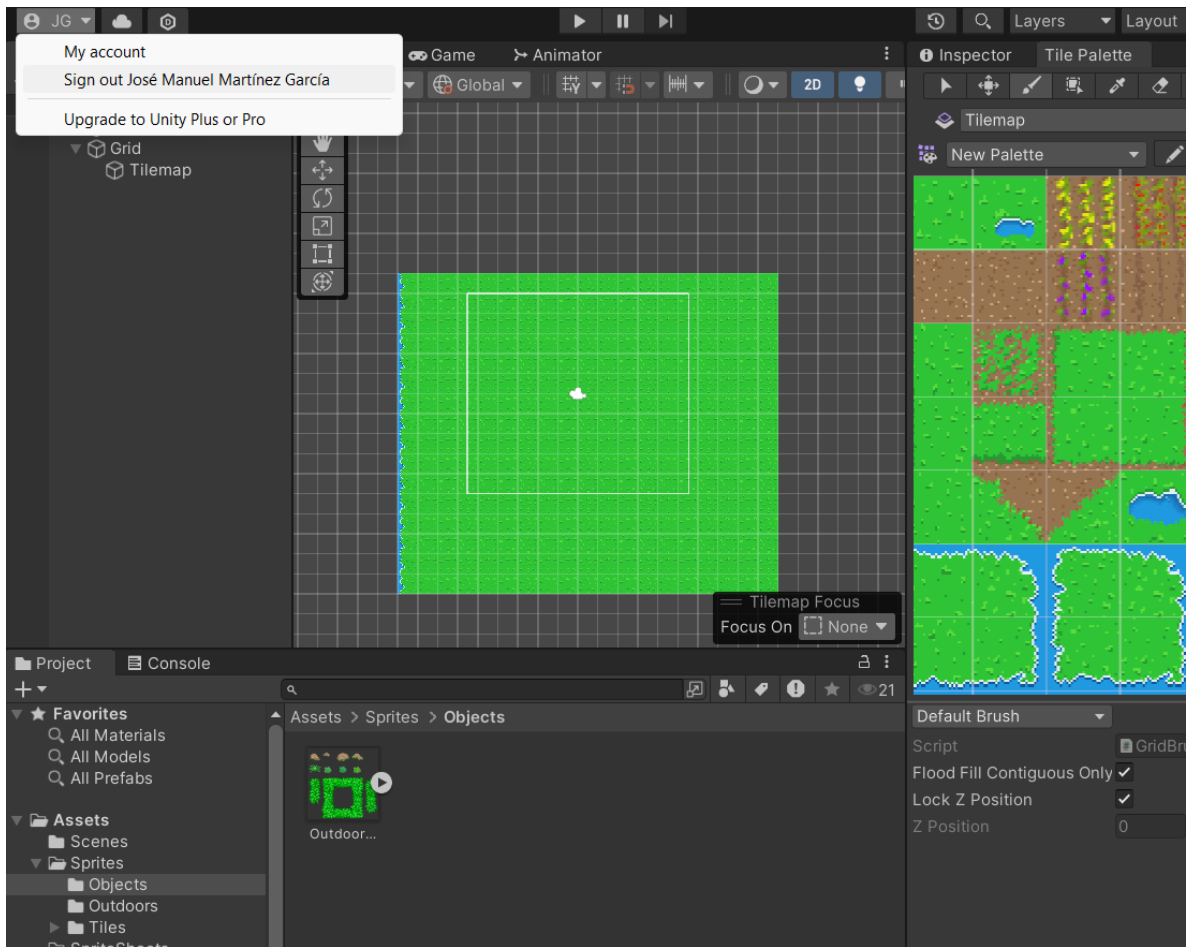 JG
Layers
Layout
My account
Sign out José Manuel Martínez García
Upgrade to Unity Plus or Pro
Game
Animator
Inspector
Tile Palette
Global
2D
Tilemap
New Palette
Grid
Tilemap
Tilemap Focus
Focus On
None
Project
Console
21
Favorites
All Materials
All Models
All Prefabs
Assets
Scenes
Sprites
Objects
Outdoors
Tiles
Assets > Sprites > Objects
Outdoor...
Default Brush
Script
GridBru
Flood Fill Contiguous Only
Lock Z Position
Z Position
0